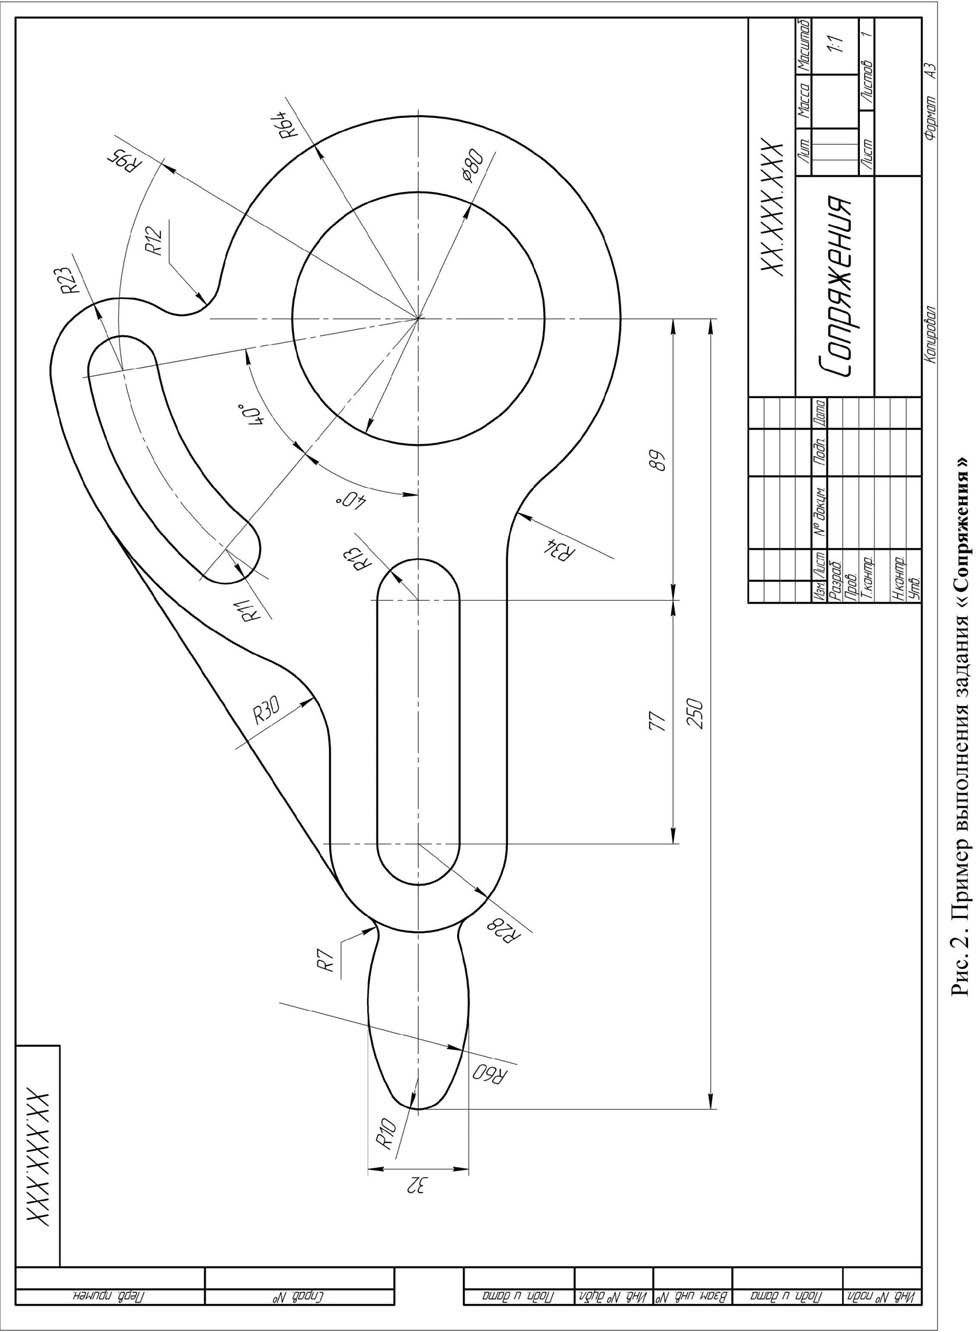 XXX.XXX.XX
Перв. примен.
Справ. №
Подп. и дата
Инв. № дубл.
Взам. инв. №
Подп. и дата
Инв. № подл.
R95
R64
R12
R23
⌀80
40°
40°
R13
R11
R34
R30
R28
R7
R60
R10
32
89
77
250
XX.XXX.XXX
Сопряжения
Лит. Масса Масштаб
1:1
Лист Листов 1
Изм. Лист № докум. Подп. Дата
Разраб.
Пров.
Т.контр.
Н.контр.
Утв.
Копировал Формат А3
Рис. 2. Пример выполнения задания «Сопряжения»